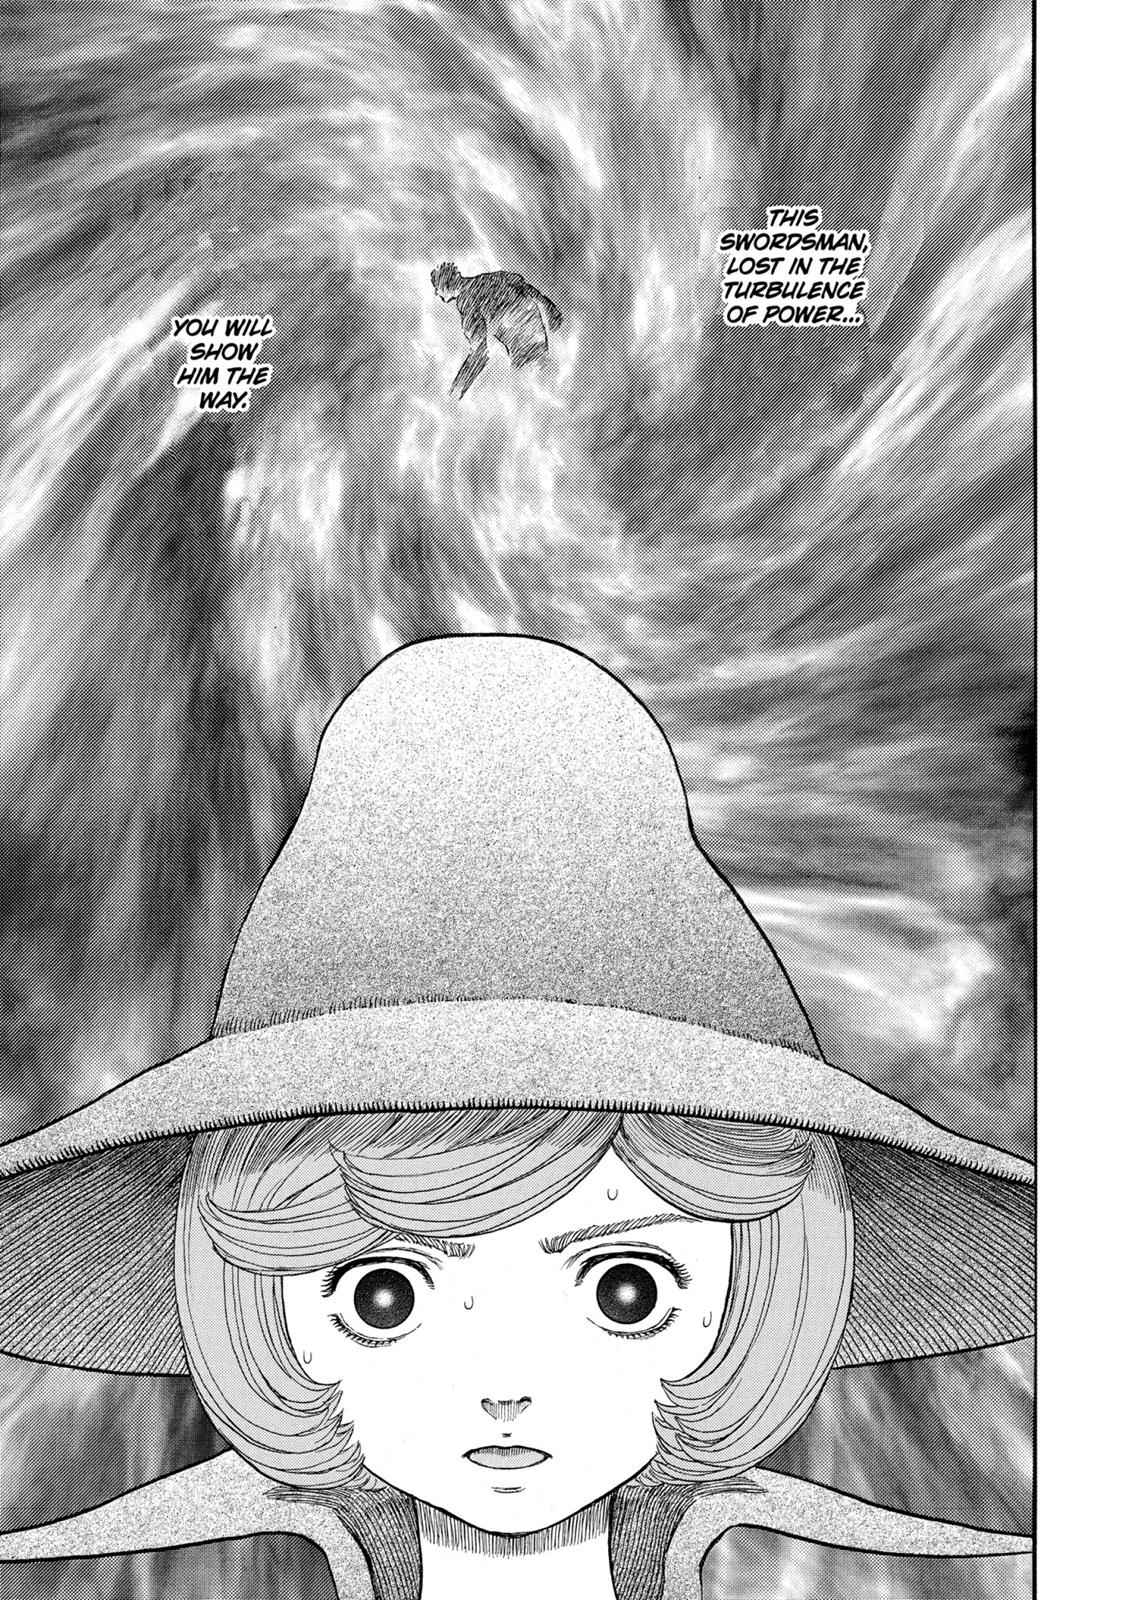 THIS
SWORDSMAN,
LOST IN THE
TURBULENCE
OF POWER...
YOU WILL
SHOW
HIM THE
WAY.